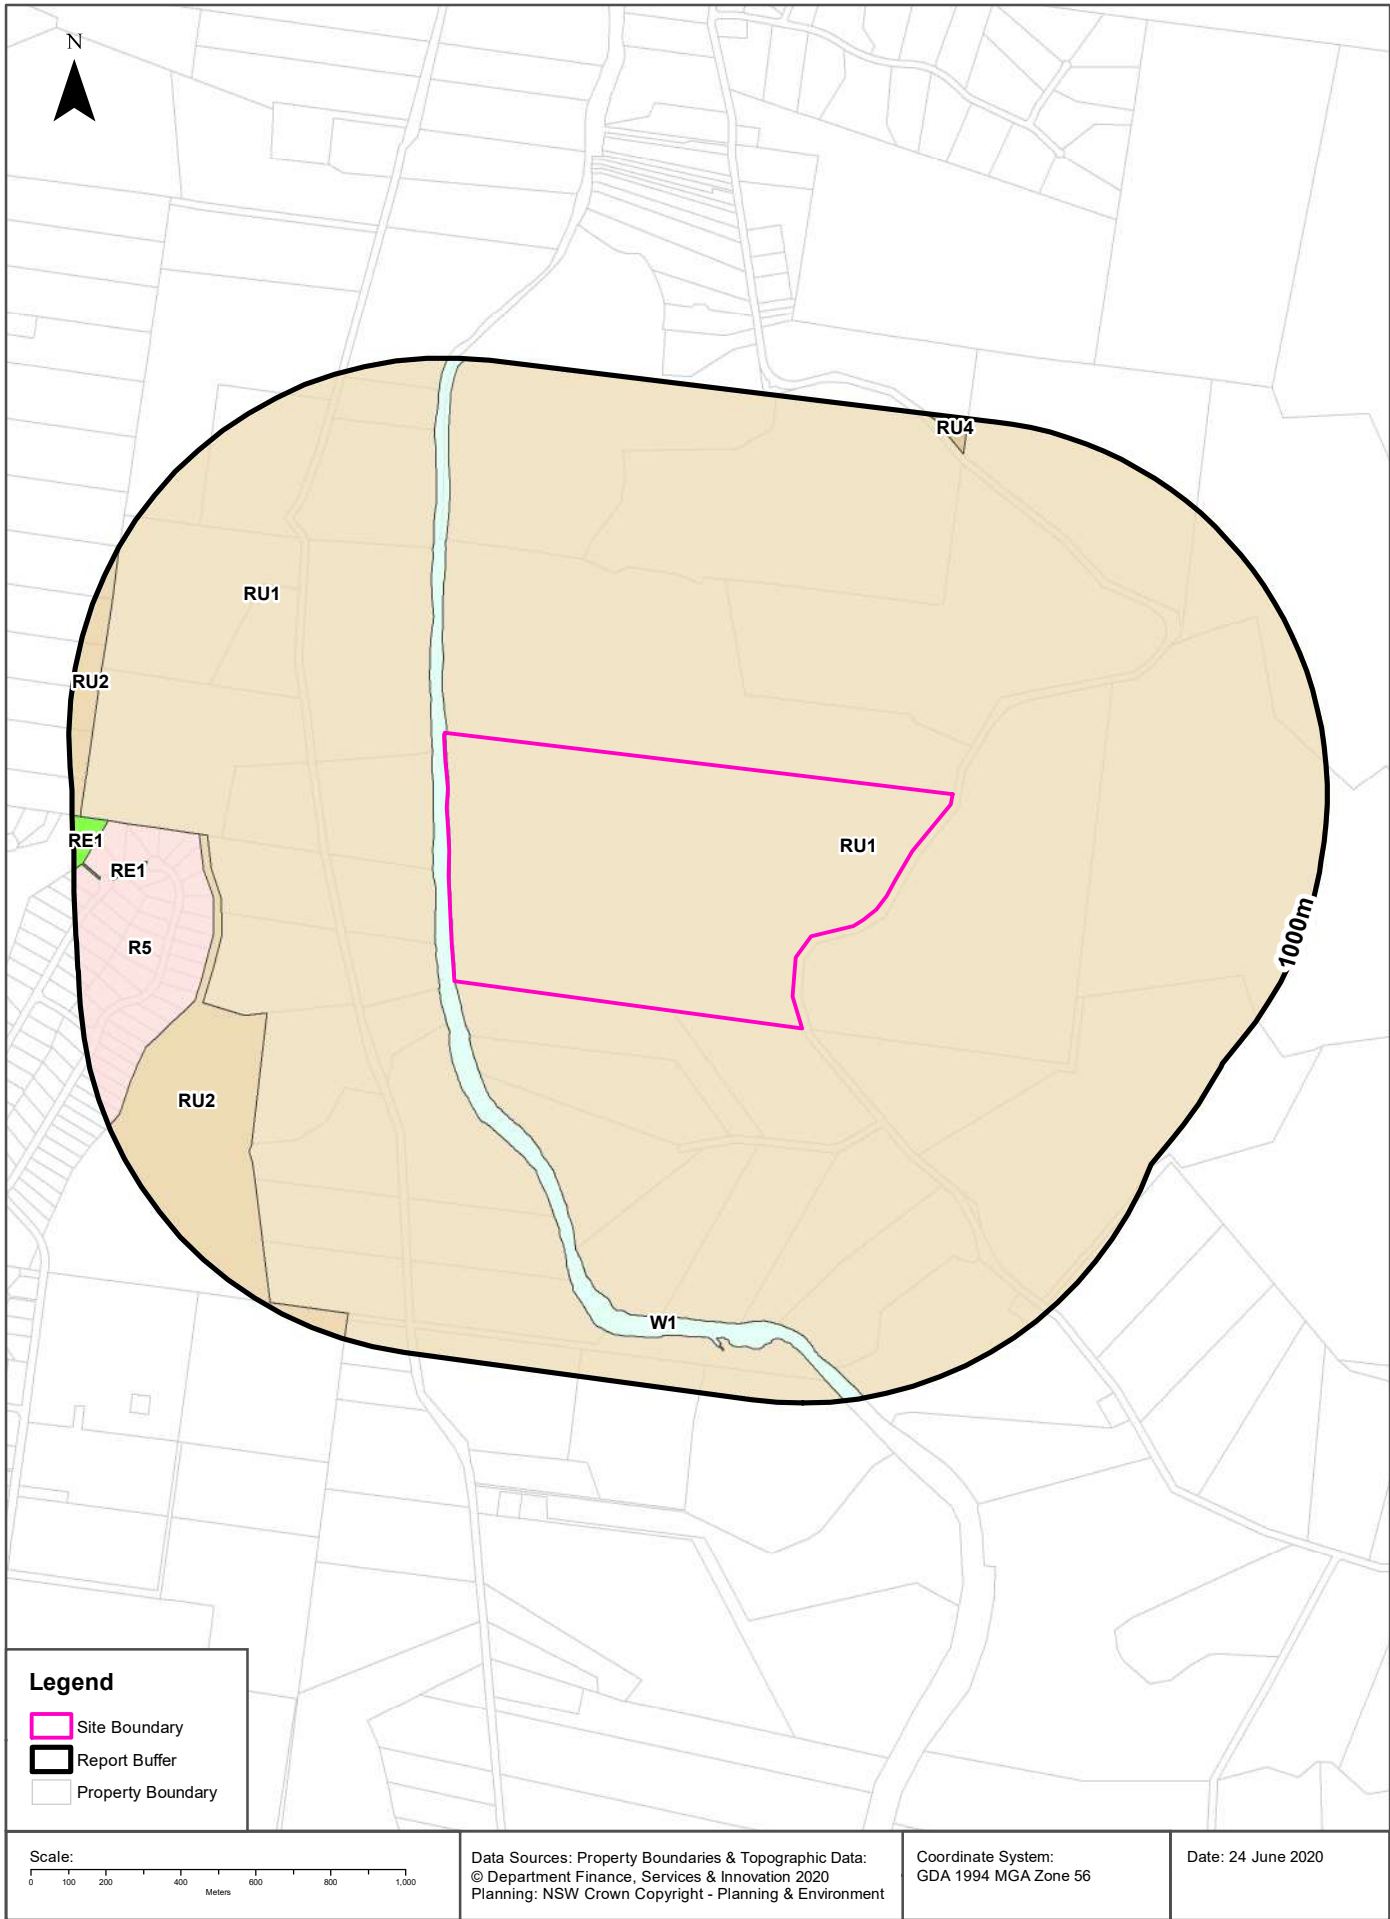 N
RU4
RU1
RU2
RE1
RE1
RU1
R5
1000m
RU2
W1
Legend
Site Boundary
Report Buffer
Property Boundary
Scale:
0 100 200 400 600 800 1,000
Meters
Data Sources: Property Boundaries & Topographic Data:
© Department Finance, Services & Innovation 2020
Planning: NSW Crown Copyright - Planning & Environment
Coordinate System:
GDA 1994 MGA Zone 56
Date: 24 June 2020